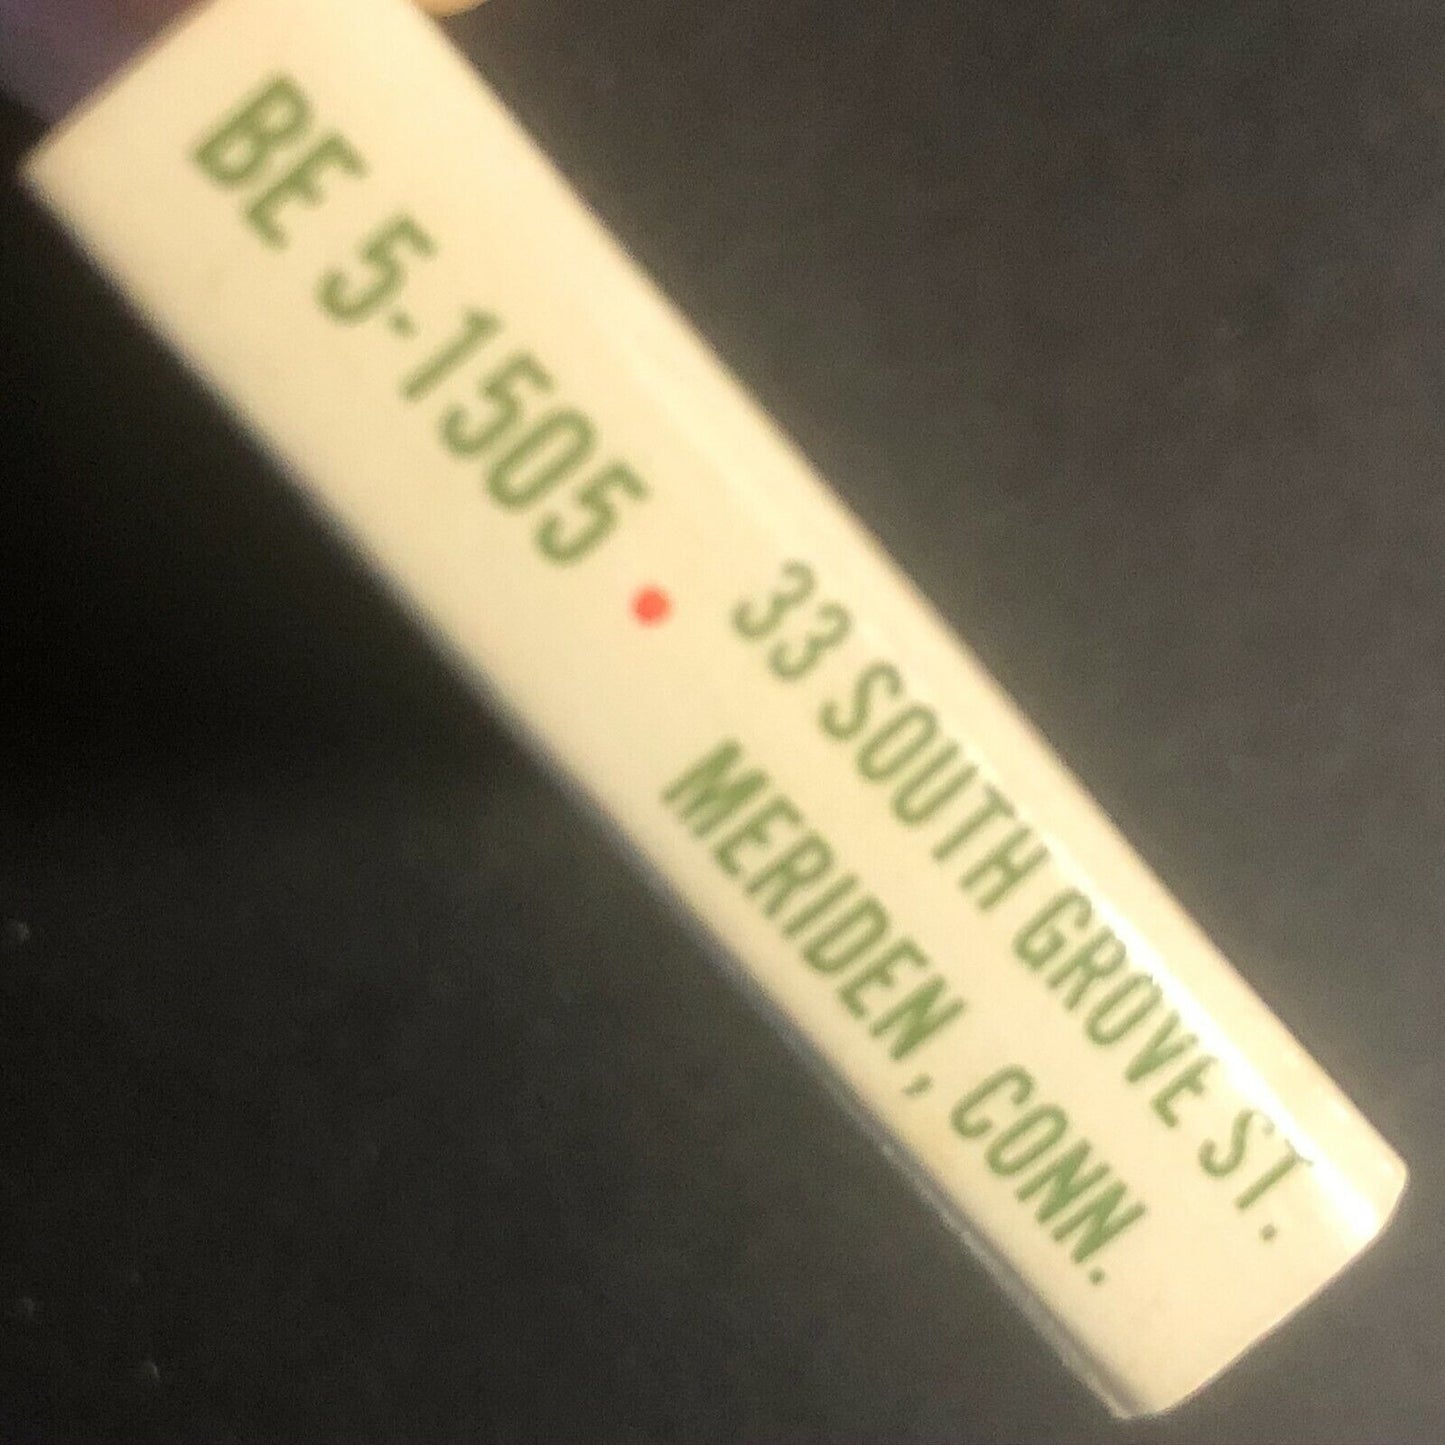 BE 5-1505 • 33 SOUTH GROVE ST.
MERIDEN, CONN.